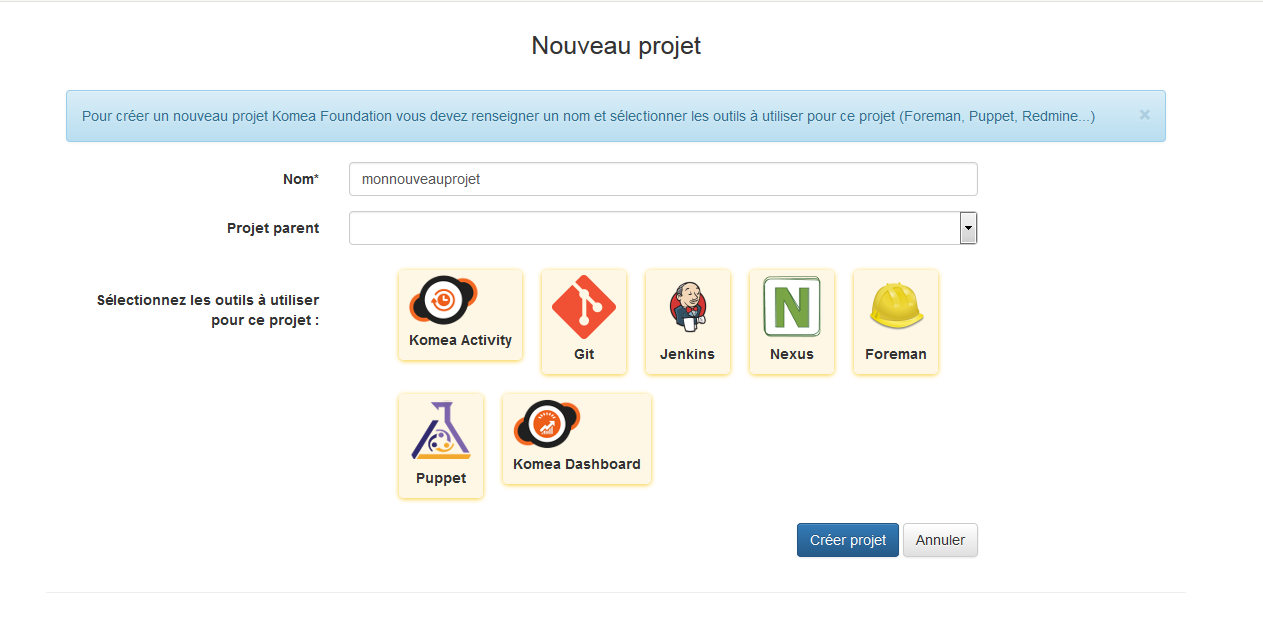 Nouveau projet
Pour créer un nouveau projet Komea Foundation vous devez renseigner un nom et sélectionner les outils à utiliser pour ce projet (Foreman, Puppet, Redmine...)
×
Nom*
monnouveauprojet
Projet parent
Sélectionnez les outils à utiliser
pour ce projet :
Komea Activity
Git
Jenkins
N
Nexus
Foreman
Puppet
Komea Dashboard
Créer projet
Annuler